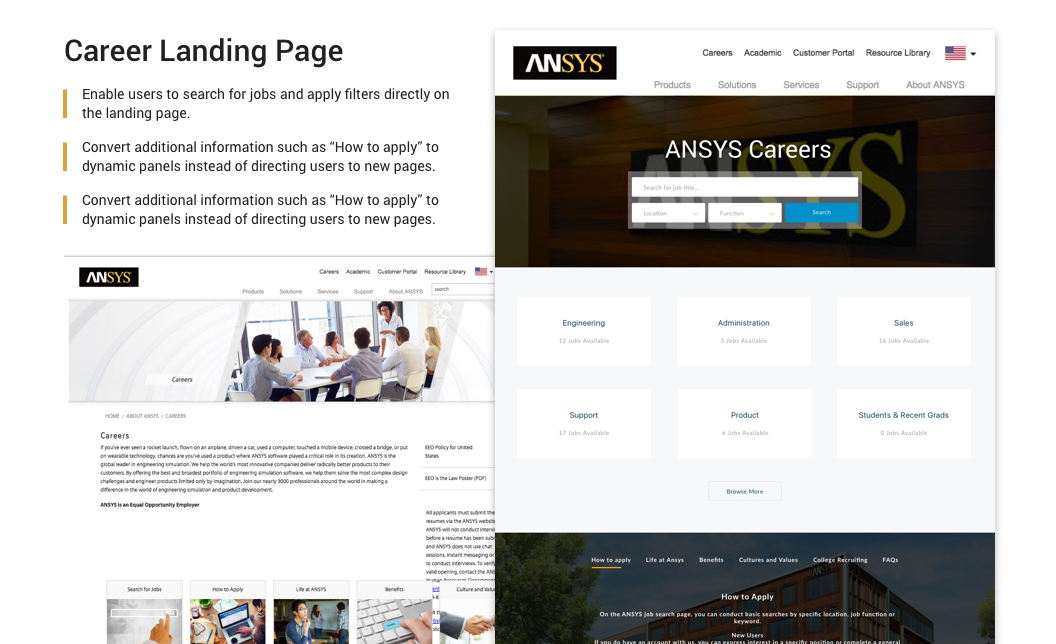 Career Landing Page
Enable users to search for jobs and apply filters directly on
the landing page.
Convert additional information such as “How to apply” to
dynamic panels instead of directing users to new pages.
Convert additional information such as “How to apply” to
dynamic panels instead of directing users to new pages.
ANSYS
Careers Academic Customer Portal Resource Library
Products Solutions Services Support About ANSYS
search
Careers
HOME / ABOUT ANSYS / CAREERS
Careers
If you've ever seen a rocket launch, flown on an airplane, driven a car, used a computer, touched a mobile device, crossed a bridge, or put
on wearable technology, chances are you've used a product where ANSYS software played a critical role in its creation. ANSYS is the
global leader in engineering simulation. We help the world's most innovative companies deliver radically better products to their
customers. By offering the best and broadest portfolio of engineering simulation software, we help them solve the most complex design
challenges and engineer products limited only by imagination. Join our nearly 3000 professionals around the world in making a
difference in the world of engineering simulation and product development.
ANSYS is an Equal Opportunity Employer
EEO Policy for United
States
EEO is the Law Poster (PDF)
All applicants must submit the
resumes via the ANSYS website
ANSYS will not conduct
before a resume has been
and ANSYS does not use chat
sessions, instant messaging or
to conduct interviews. To
valid opening, contact the
Search for Jobs
How to Apply
Life at ANSYS
Benefits
Culture and
ANSYS
Careers Academic Customer Portal Resource Library
Products Solutions Services Support About ANSYS
ANSYS Careers
Search for job title...
Location Function Search
Engineering
12 Jobs Available
Administration
5 Jobs Available
Sales
16 Jobs Available
Support
17 Jobs Available
Product
6 Jobs Available
Students & Recent Grads
0 Jobs Available
Browse More
How to apply Life at Ansys Benefits Cultures and Values College Recruiting FAQs
How to Apply
On the ANSYS job search page, you can conduct basic searches by specific location, job function or
keyword.
New Users
If you do have an account with us, you can express interest in a specific position or complete a general